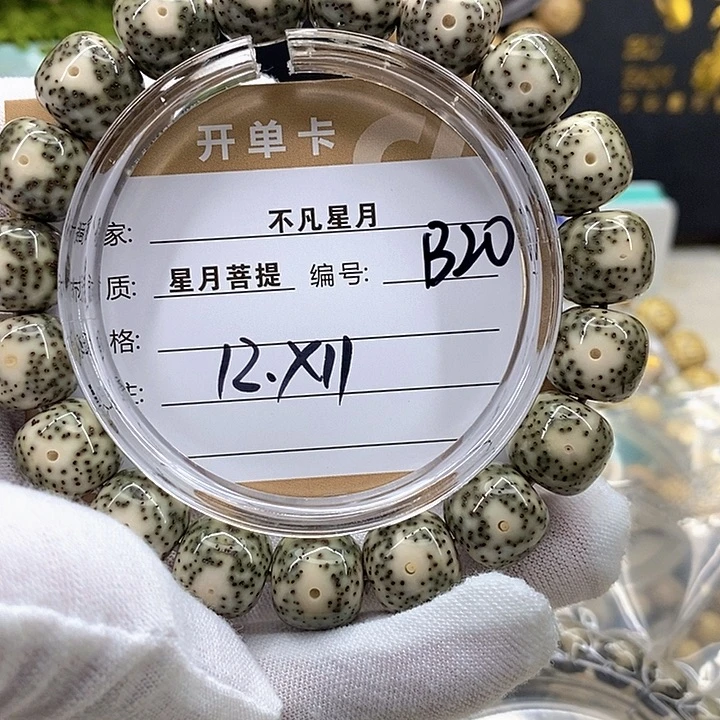 开单卡
家: 不凡星月
质: 星月菩提 编号: B20
格: 12.X11